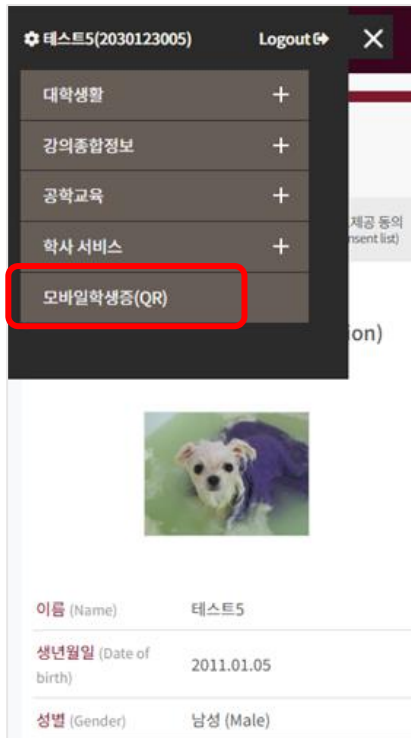 테스트5(2030123005) Logout
대학생활
강의종합정보
공학교육
학사 서비스
제공 동의
nsent list)
모바일학생증(QR)
ion)
이름 (Name) 테스트5
생년월일 (Date of
birth) 2011.01.05
성별 (Gender) 남성 (Male)